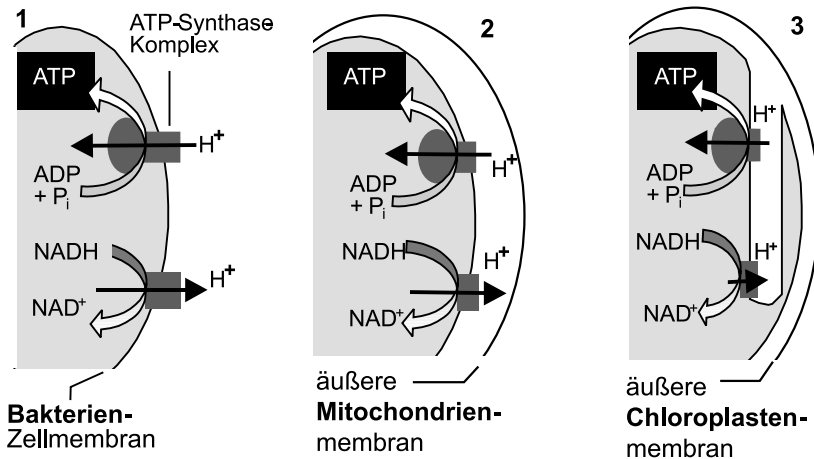 1
ATP-Synthase
Komplex
ATP
H⁺
ADP
+ Pᵢ
NADH
H⁺
NAD⁺
Bakterien-
Zellmembran
2
ATP
H⁺
ADP
+ Pᵢ
NADH
H⁺
NAD⁺
äußere
Mitochondrien-
membran
3
ATP
H⁺
ADP
+ Pᵢ
NADH
H⁺
NAD⁺
äußere
Chloroplasten-
membran